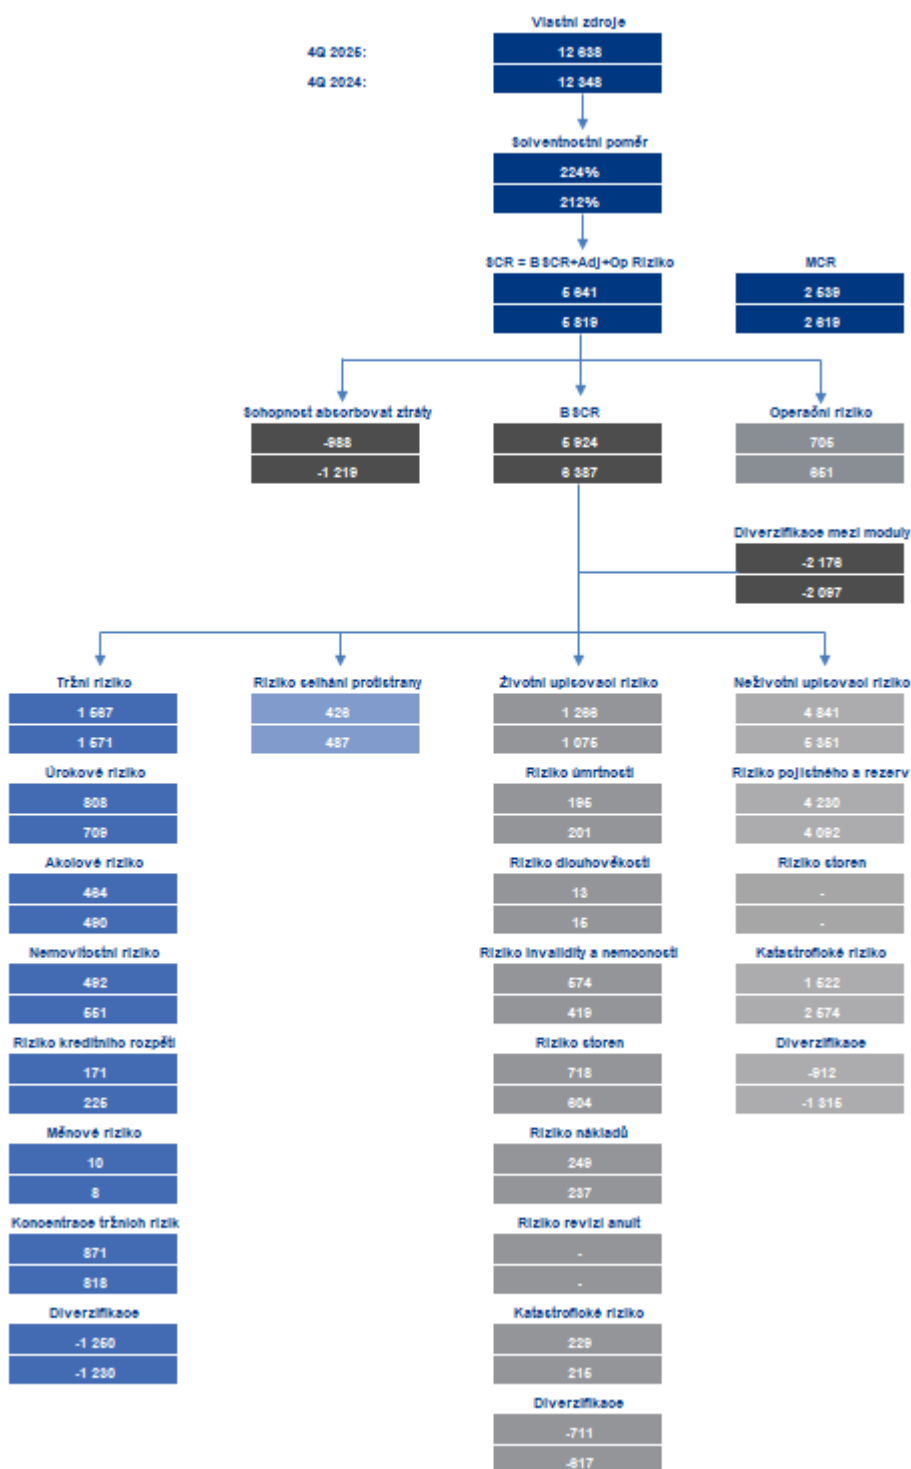 Vlastní zdroje
4Q 2025: 12 638
4Q 2024: 12 348
Solventnostní poměr
224%
212%
SCR = BSCR+Adj+Op Riziko MCR
5 641 2 539
5 819 2 619
Schopnost absorbovat ztráty BSCR Operační riziko
-988 5 924 705
-1 219 6 387 651
Diverzifikace mezi moduly
-2 176
-2 097
Tržní riziko Riziko selhání protistrany Životní upisovací riziko Neživotní upisovací riziko
1 567 426 1 266 4 841
1 571 487 1 075 5 351
Úrokové riziko Riziko úmrtnosti Riziko pojistného a rezerv
808 195 4 230
709 201 4 092
Akciové riziko Riziko dlouhověkosti Riziko storen
464 13 -
490 15 -
Nemovitostní riziko Riziko invalidity a nemocnosti Katastrofické riziko
492 574 1 522
551 419 2 574
Riziko kreditního rozpětí Riziko storen Diverzifikace
171 718 -912
225 604 -1 315
Měnové riziko Riziko nákladů
10 249
8 237
Koncentrace tržních rizik Riziko revizí anuit
871 -
818 -
Diverzifikace Katastrofické riziko
-1 250 229
-1 230 215
Diverzifikace
-711
-617